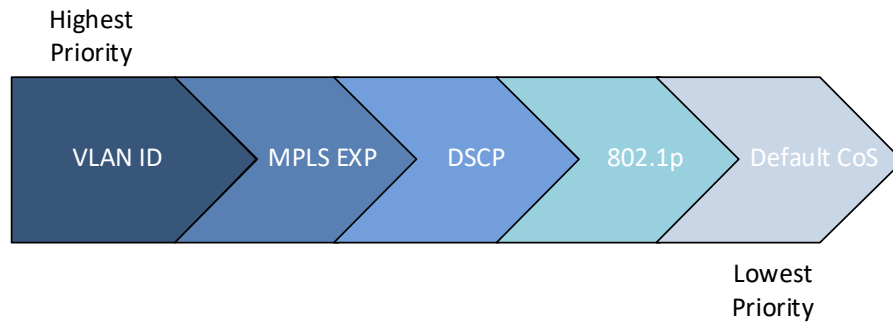 Highest
Priority
VLAN ID
MPLS EXP
DSCP
802.1p
Default CoS
Lowest
Priority